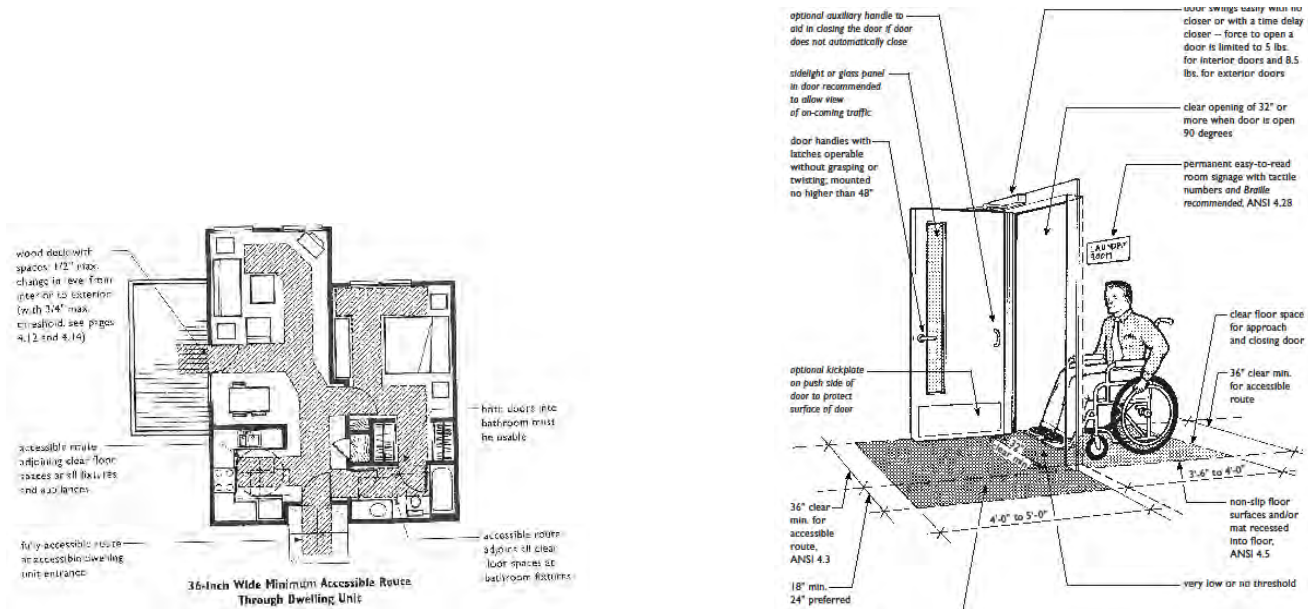 wood deck with
spaces 1/2" max.
change in level from
interior to exterior
(with 3/4" max.
threshold, see pages
4.12 and 4.14)
accessible route
adjoining clear floor
spaces at all fixtures
and appliances
fully accessible route
at accessible dwelling
unit entrance
both doors into
bathroom must
be usable
accessible route
adjoins all clear
floor spaces at
bathroom fixtures
36-Inch Wide Minimum Accessible Route
Through Dwelling Unit
optional auxiliary handle to
aid in closing the door if door
does not automatically close
sidelight or glass panel
in door recommended
to allow view
of on-coming traffic
door handles with
latches operable
without grasping or
twisting; mounted
no higher than 48"
optional kickplate
on push side of
door to protect
surface of door
36" clear
min. for
accessible
route,
ANSI 4.3
18" min.
24" preferred
door swings easily with no
closer or with a time delay
closer -- force to open a
door is limited to 5 lbs.
for interior doors and 8.5
lbs. for exterior doors
clear opening of 32" or
more when door is open
90 degrees
permanent easy-to-read
room signage with tactile
numbers and Braille
recommended, ANSI 4.28
LAUNDRY
ROOM
clear floor space
for approach
and closing door
36" clear min.
for accessible
route
3'-6" to 4'-0"
4'-0" to 5'-0"
non-slip floor
surfaces and/or
mat recessed
into floor,
ANSI 4.5
very low or no threshold